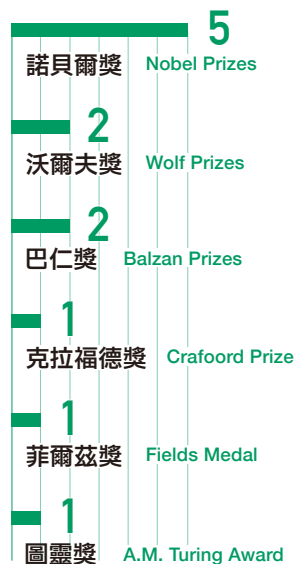 5
諾貝爾獎 Nobel Prizes
2
沃爾夫獎 Wolf Prizes
2
巴仁獎 Balzan Prizes
1
克拉福德獎 Crafoord Prize
1
菲爾茲獎 Fields Medal
1
圖靈獎 A.M. Turing Award